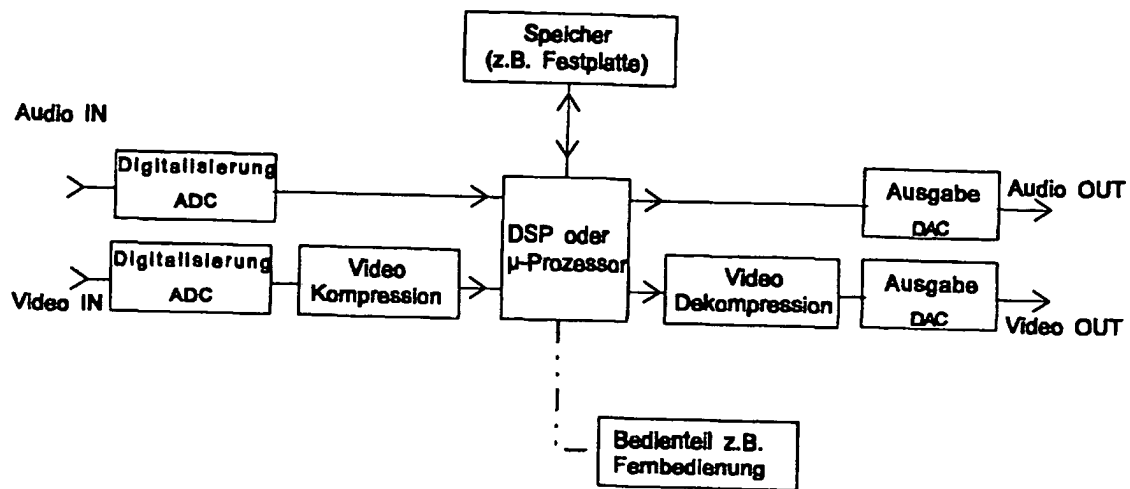 Speicher
(z.B. Festplatte)
Audio IN
Digitalisierung
ADC
Ausgabe
DAC
Audio OUT
DSP oder
µ-Prozessor
Digitalisierung
ADC
Video
Kompression
Video
Dekompression
Ausgabe
DAC
Video IN
Video OUT
Bedienteil z.B.
Fernbedienung